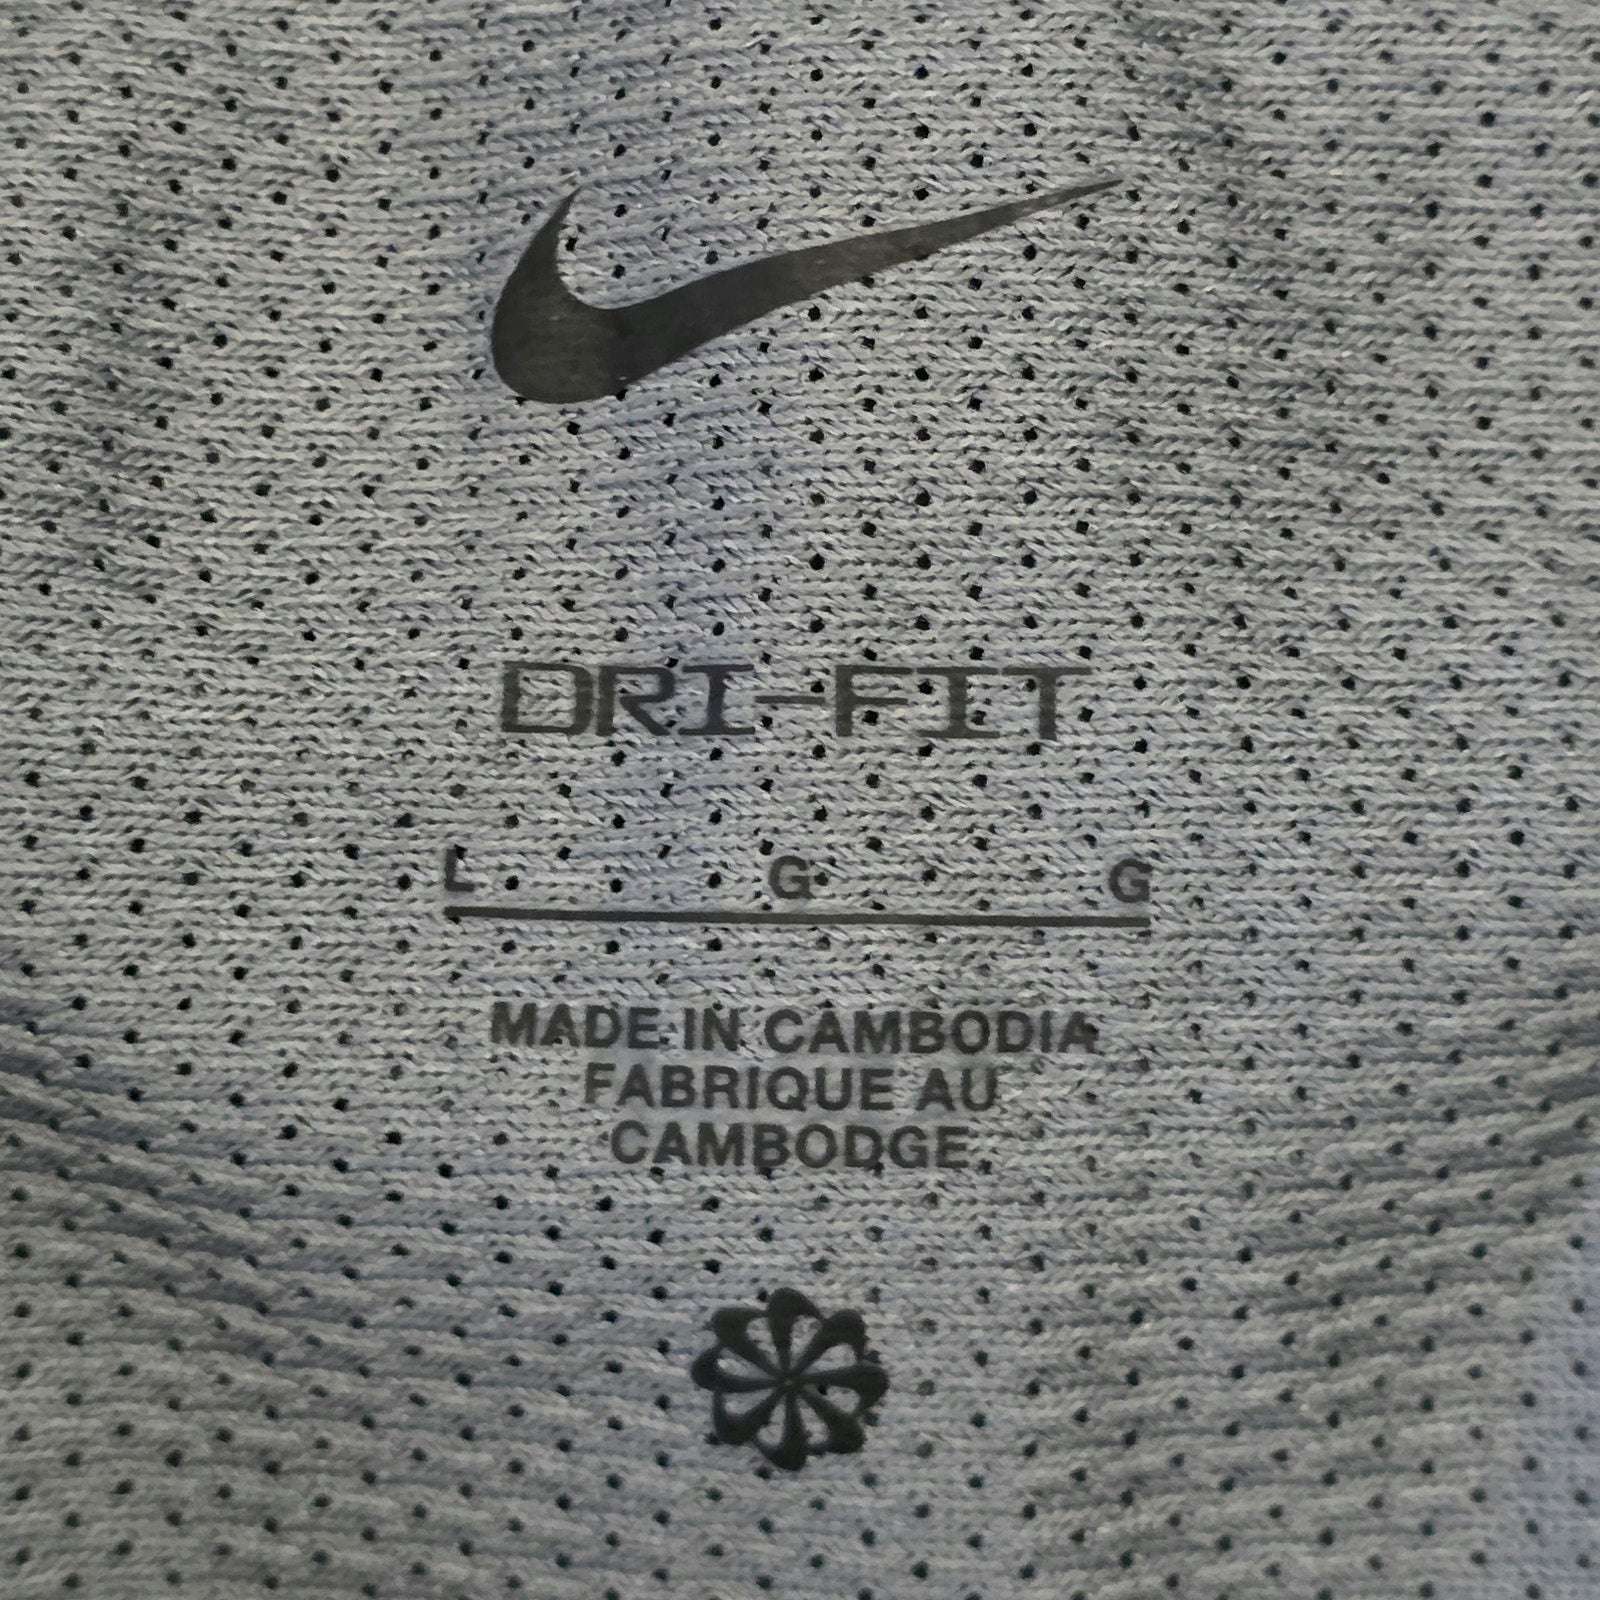 DRI-FIT
L G G
MADE IN CAMBODIA
FABRIQUE AU
CAMBODGE